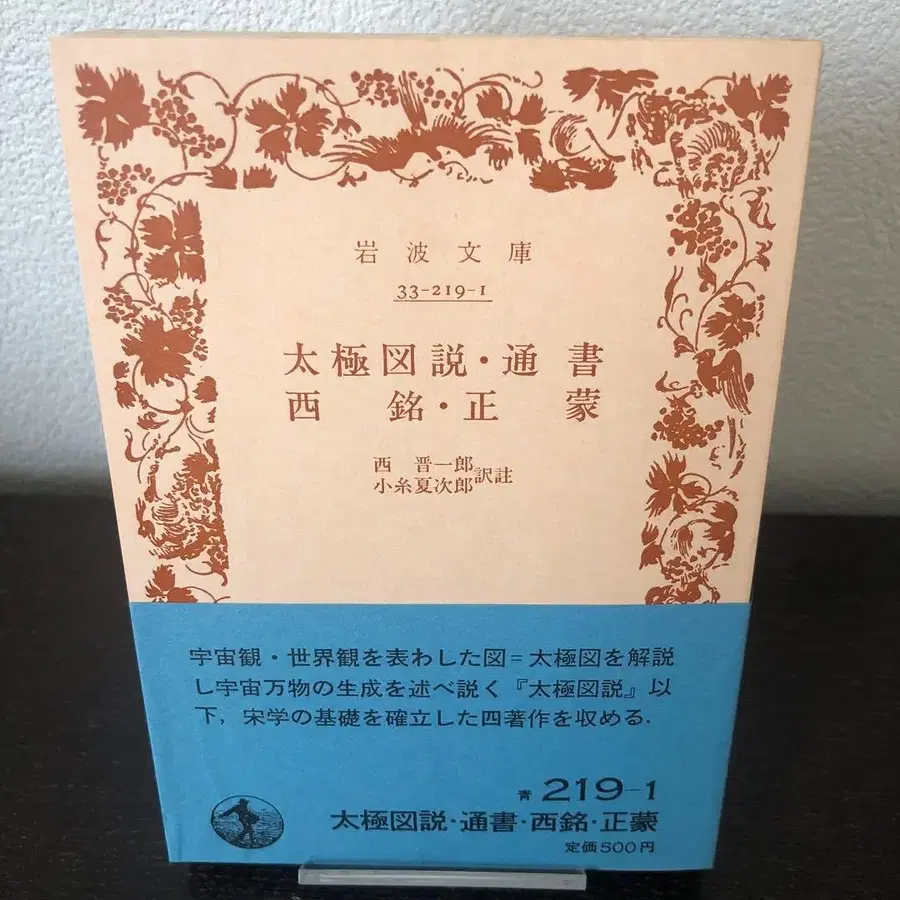 岩波文庫
33-219-1
太極図説・通書
西銘・正蒙
西晋一郎
小糸夏次郎
訳註
宇宙観・世界観を表わした図=太極図を解説
し宇宙万物の生成を述べ説く『太極図説』以
下,宋学の基礎を確立した四著作を収める.
青 219-1
太極図説・通書・西銘・正蒙
定価500円